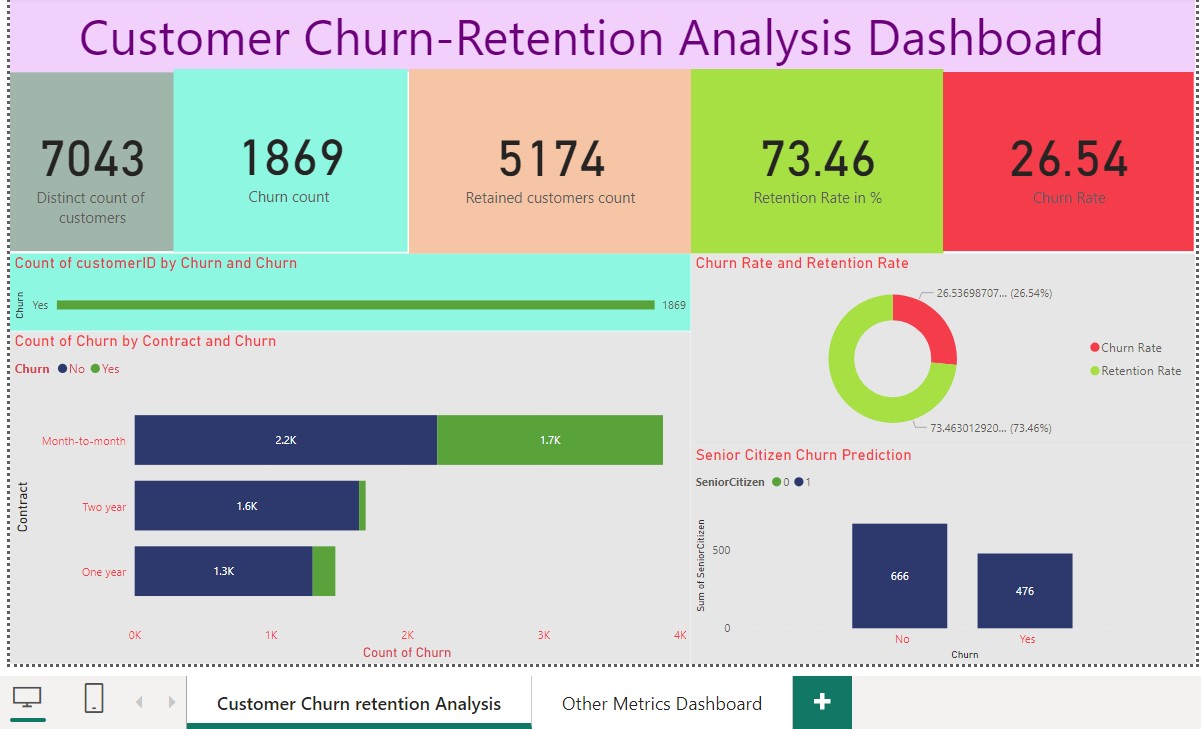 Customer Churn-Retention Analysis Dashboard
7043
Distinct count of
customers
1869
Churn count
5174
Retained customers count
73.46
Retention Rate in %
26.54
Churn Rate
Count of customerID by Churn and Churn
Churn
Yes
1869
Count of Churn by Contract and Churn
Churn No Yes
Contract
Month-to-month
2.2K
1.7K
Two year
1.6K
One year
1.3K
0K
1K
2K
3K
4K
Count of Churn
Churn Rate and Retention Rate
26.53698707... (26.54%)
Churn Rate
Retention Rate
73.463012920... (73.46%)
Senior Citizen Churn Prediction
SeniorCitizen 0 1
Sum of SeniorCitizen
500
0
666
476
No
Yes
Churn
Customer Churn retention Analysis
Other Metrics Dashboard
+